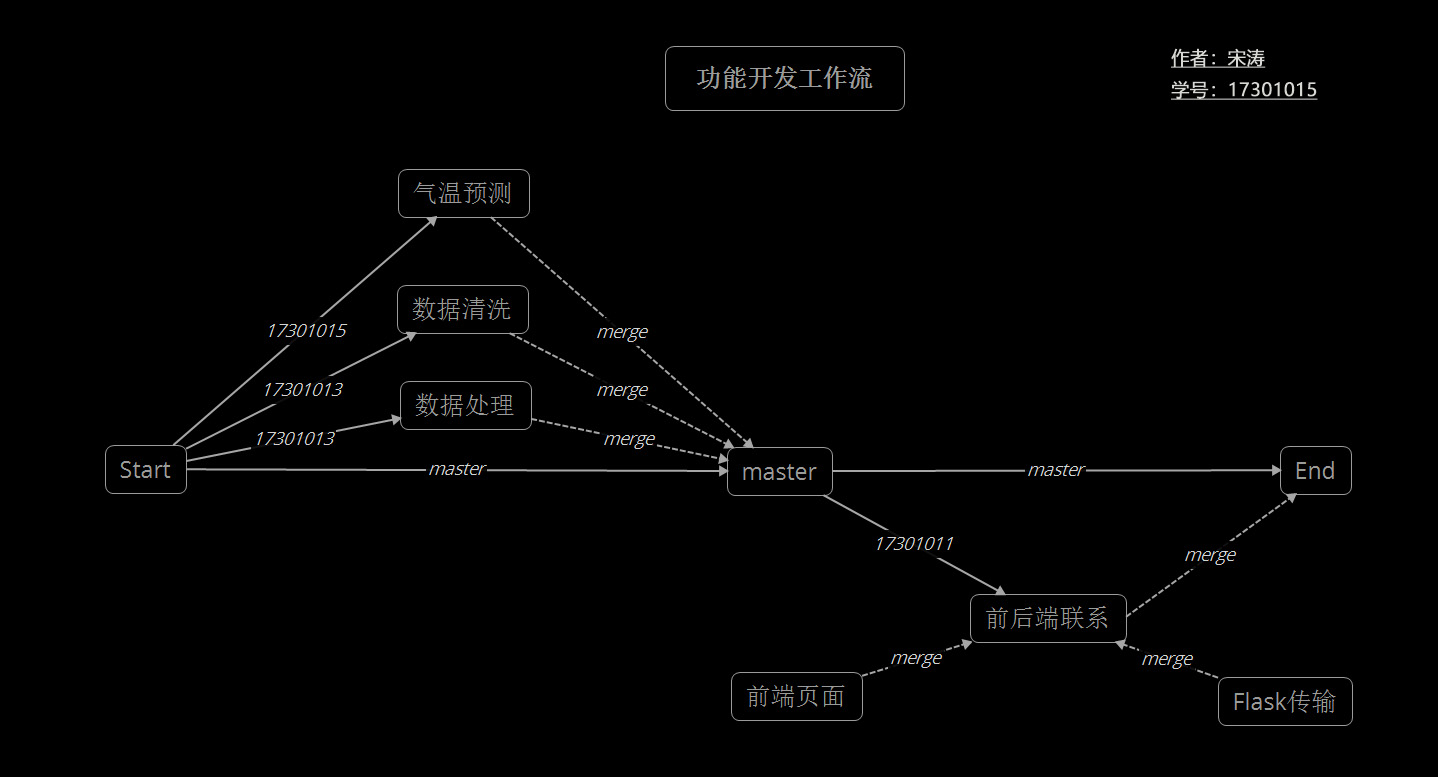 功能开发工作流
作者：宋涛
学号：17301015
气温预测
数据清洗
17301015
merge
17301013
merge
数据处理
17301013
merge
Start
master
master
master
End
17301011
merge
前后端联系
merge
merge
前端页面
Flask传输